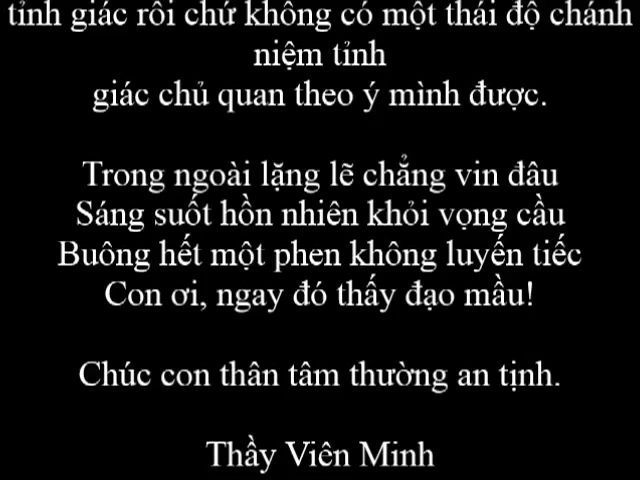 tỉnh giác rồi chứ không có một thái độ chánh
niệm tỉnh
giác chủ quan theo ý mình được.
Trong ngoài lặng lẽ chẳng vin đâu
Sáng suốt hồn nhiên khỏi vọng cầu
Buông hết một phen không luyến tiếc
Con ơi, ngay đó thấy đạo mầu!
Chúc con thân tâm thường an tịnh.
Thầy Viên Minh